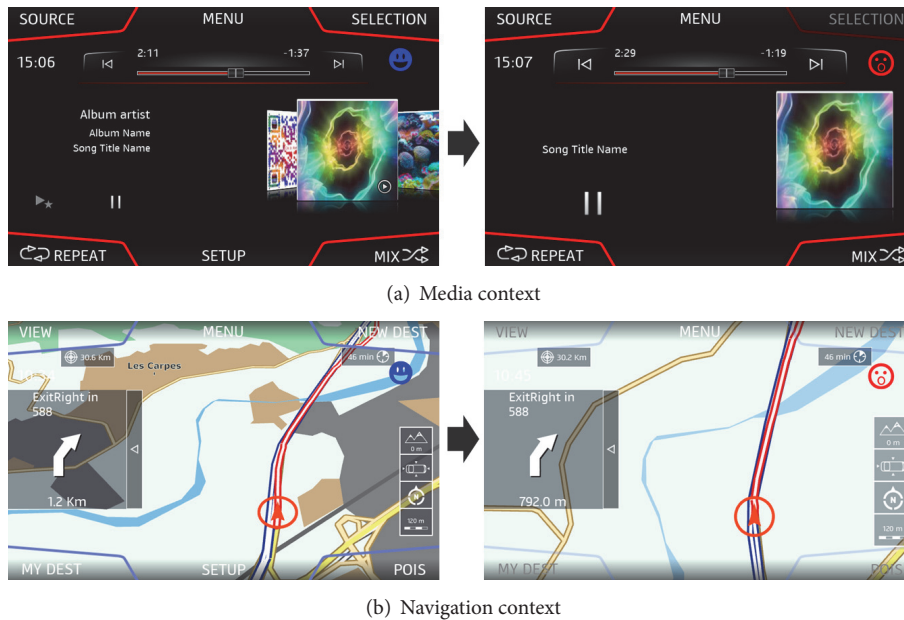 SOURCE MENU SELECTION
15:06 2:11 -1:37
Album artist
Album Name
Song Title Name
REPEAT SETUP MIX
SOURCE MENU SELECTION
15:07 2:29 -1:19
Song Title Name
REPEAT MIX
(a) Media context
VIEW MENU NEW DEST
30.6 Km 46 min
Les Carpes
ExitRight in
588
1.2 Km
0 m
N
120 m
MY DEST SETUP POIS
VIEW MENU NEW DEST
30.2 Km 46 min
10:45
ExitRight in
588
792.0 m
0 m
N
120 m
MY DEST POIS
(b) Navigation context